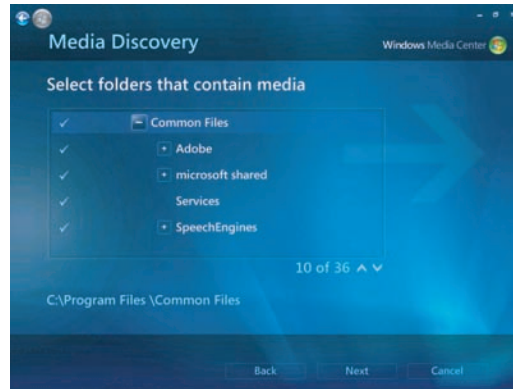 Media Discovery
Windows Media Center
Select folders that contain media
Common Files
Adobe
microsoft shared
Services
SpeechEngines
10 of 36
C:\Program Files \Common Files
Back Next Cancel